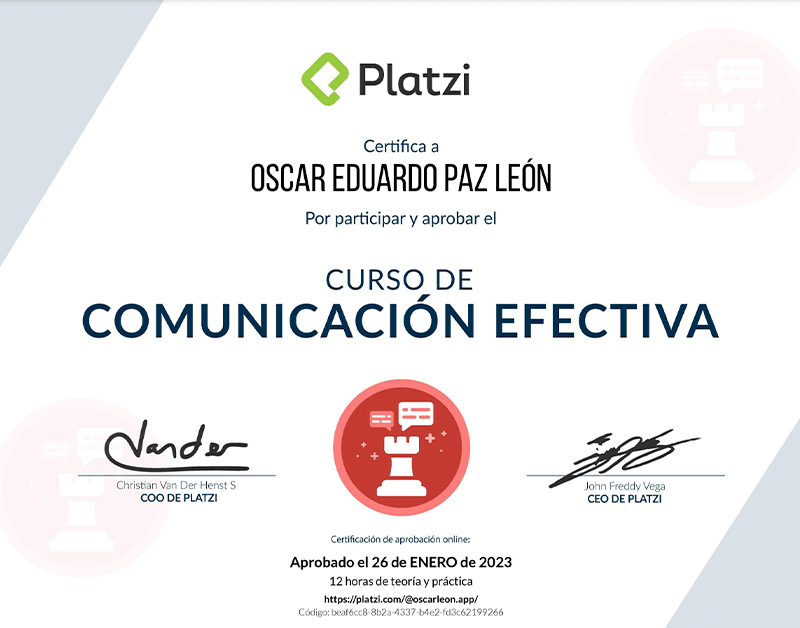 Platzi
Certifica a
OSCAR EDUARDO PAZ LEÓN
Por participar y aprobar el
CURSO DE
COMUNICACIÓN EFECTIVA
Vander
Christian Van Der Henst S
COO DE PLATZI
John Freddy Vega
CEO DE PLATZI
Certificación de aprobación online:
Aprobado el 26 de ENERO de 2023
12 horas de teoría y práctica
https://platzi.com/@oscarleon.app/
Código: beaf6cc8-8b2a-4337-b4e2-fd3c62199266